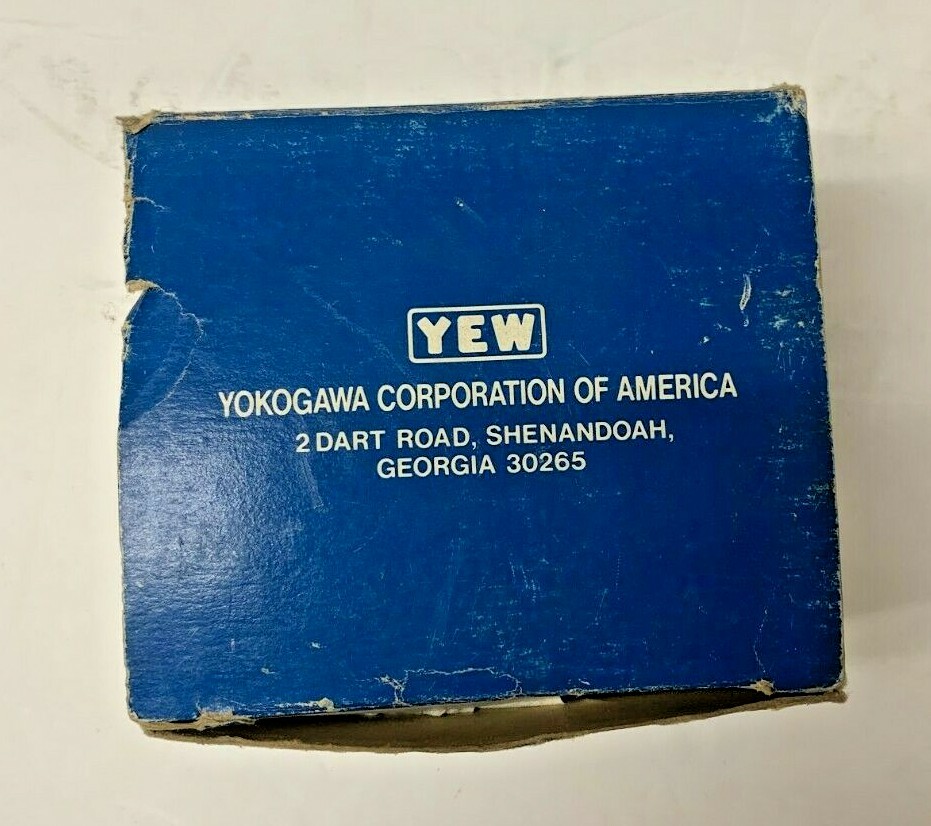 YEW
YOKOGAWA CORPORATION OF AMERICA
2 DART ROAD, SHENANDOAH,
GEORGIA 30265